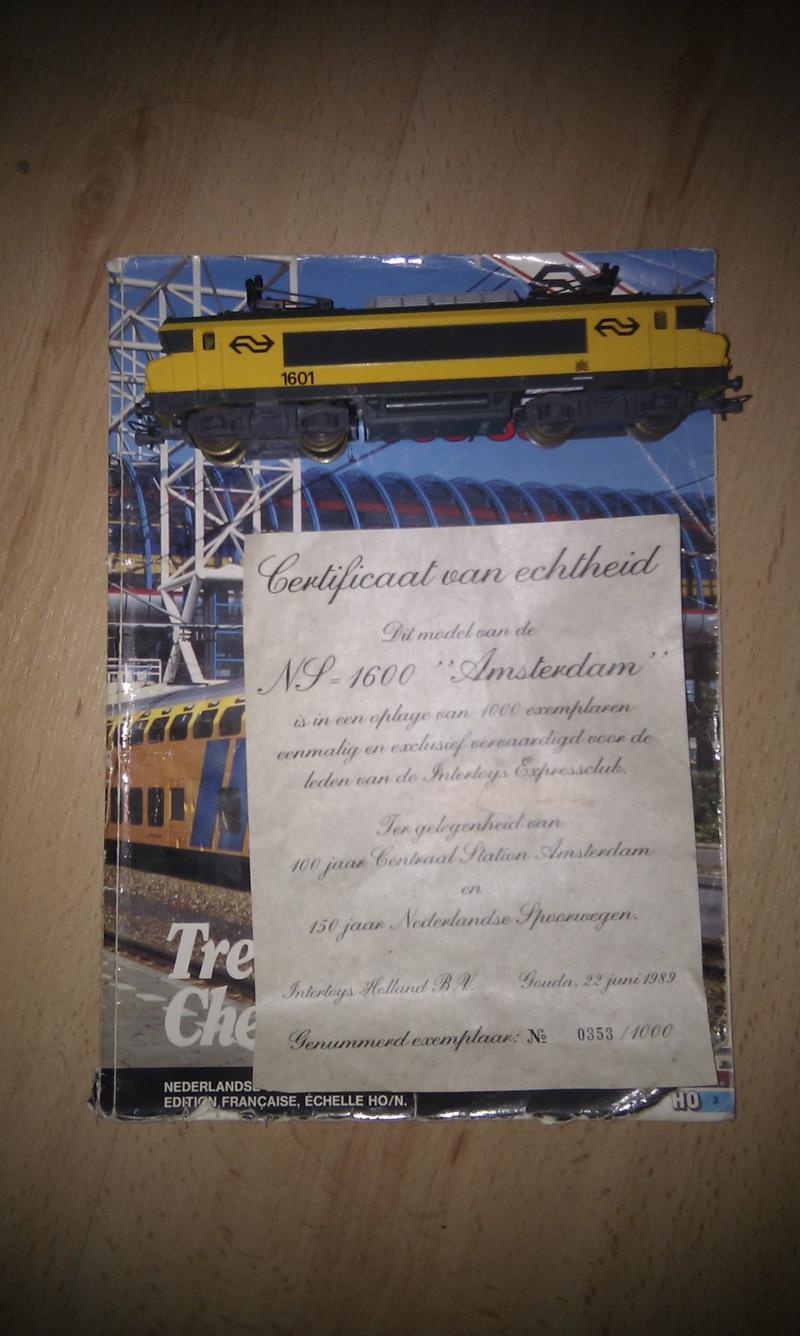 1601
Certificaat van echtheid
Dit model van de
NS=1600 "Amsterdam"
is in een oplage van 1000 exemplaren
eenmalig en exclusief vervaardigd voor de
leden van de Intertoys Expressclub.
Ter gelegenheid van
100 jaar Centraal Station Amsterdam
en
150 jaar Nederlandse Spoorwegen.
Intertoys Holland B.V. Gouda, 22 juni 1989
Genummerd exemplaar: № 0353 / 1000
Tre
Che
NEDERLANDSE
EDITION FRANÇAISE, ÉCHELLE HO/N.
HO 3